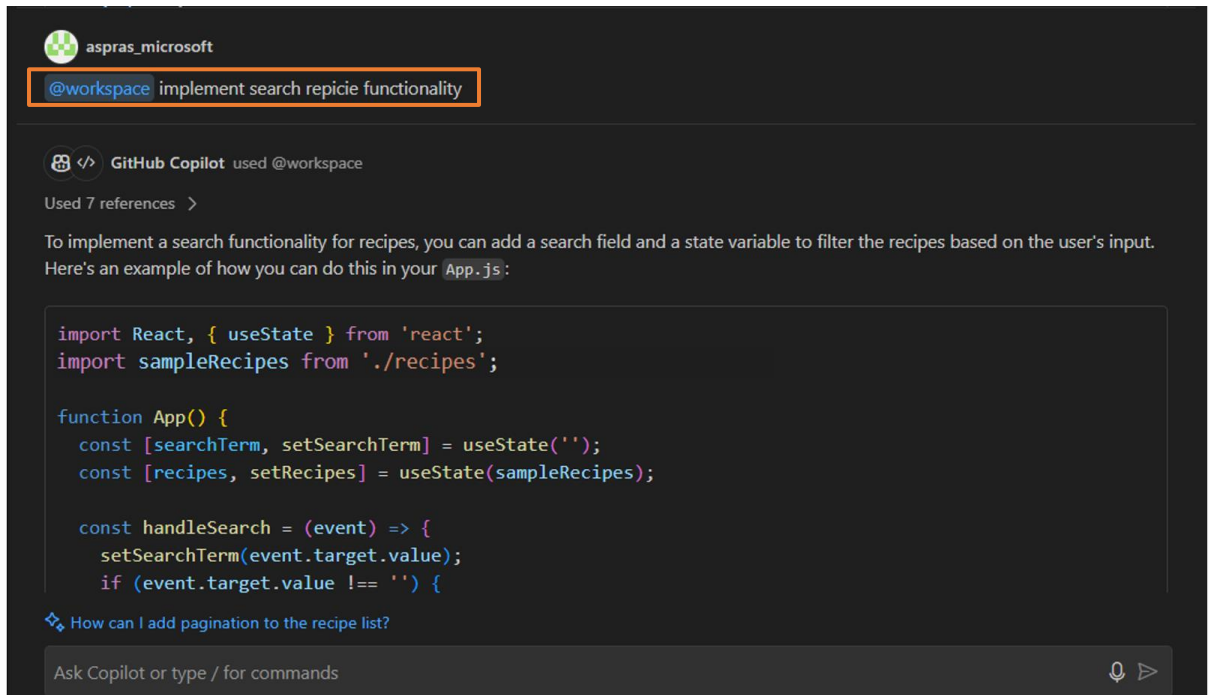 aspras_microsoft
@workspace implement search repicie functionality
GitHub Copilot used @workspace
Used 7 references
To implement a search functionality for recipes, you can add a search field and a state variable to filter the recipes based on the user's input.
Here's an example of how you can do this in your App.js:
import React, { useState } from 'react';
import sampleRecipes from './recipes';
function App() {
const [searchTerm, setSearchTerm] = useState('');
const [recipes, setRecipes] = useState(sampleRecipes);
const handleSearch = (event) => {
setSearchTerm(event.target.value);
if (event.target.value !== '') {
How can I add pagination to the recipe list?
Ask Copilot or type / for commands